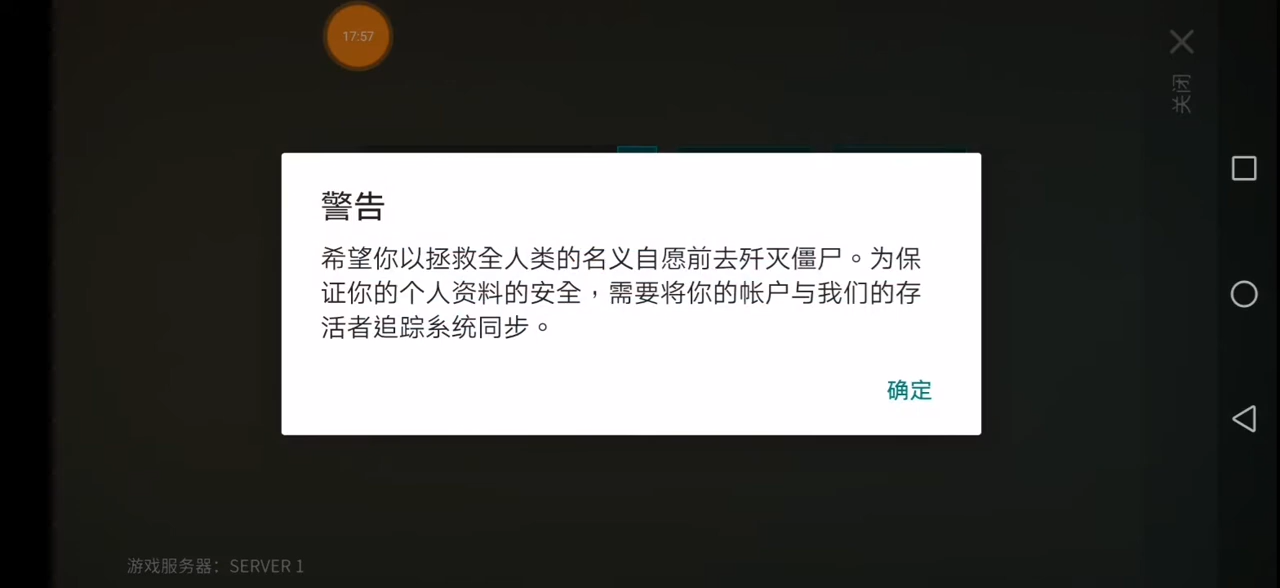 17:57
关闭
警告
希望你以拯救全人类的名义自愿前去歼灭僵尸。为保
证你的个人资料的安全，需要将你的帐户与我们的存
活者追踪系统同步。
确定
游戏服务器：SERVER 1